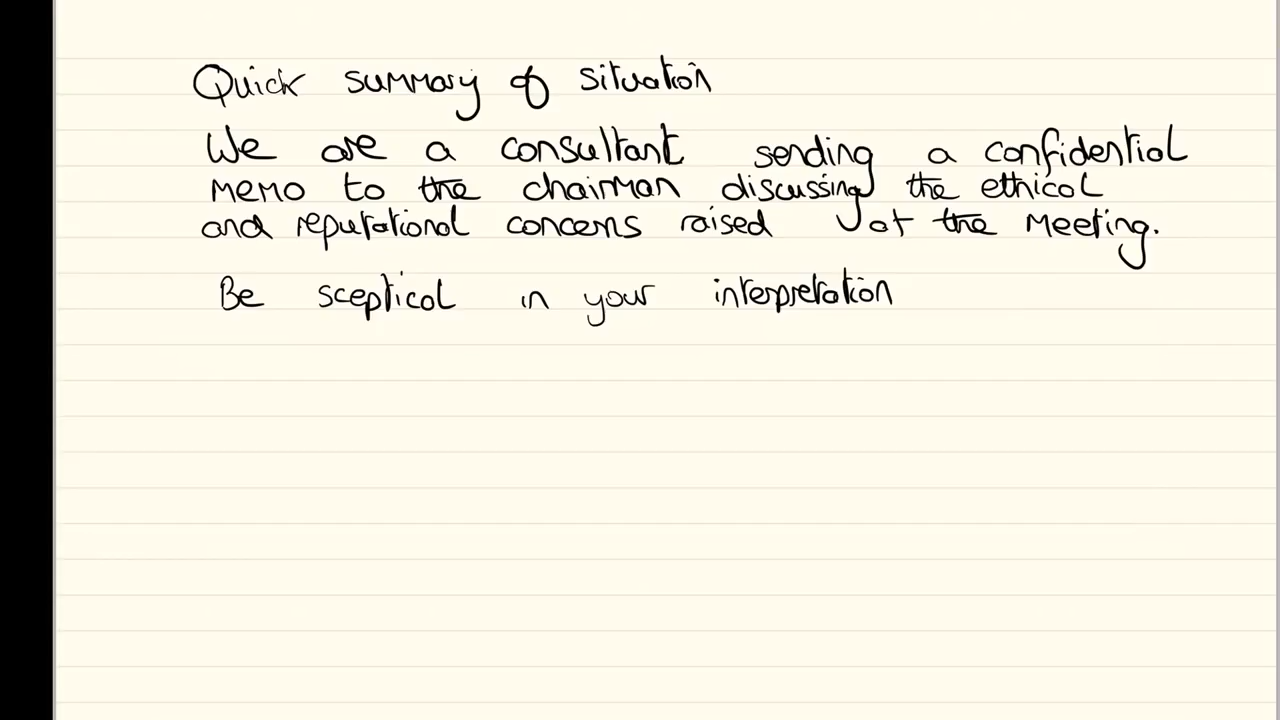 Quick summary of situation
We are a consultant sending a confidential
memo to the chairman discussing the ethical
and reputational concerns raised at the meeting.
Be sceptical in your interpretation